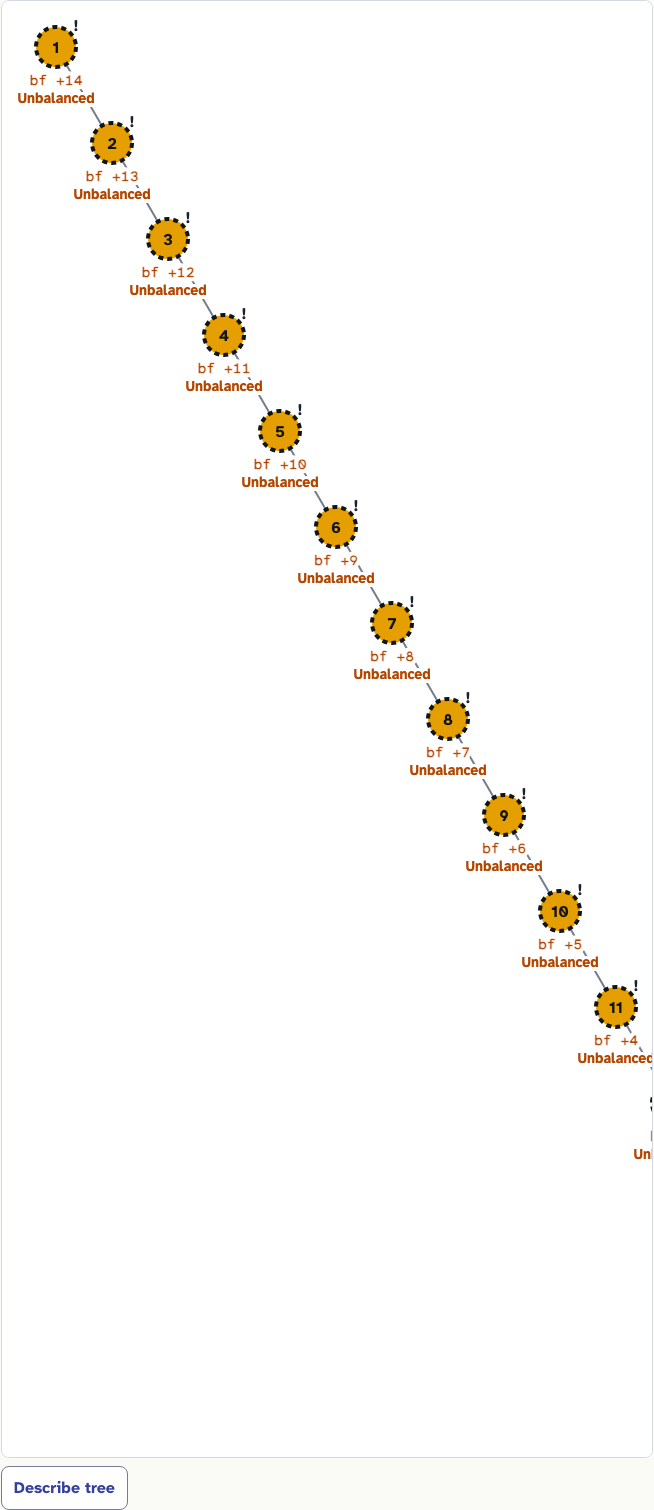 !
1
bf +14
Unbalanced
!
2
bf +13
Unbalanced
!
3
bf +12
Unbalanced
!
4
bf +11
Unbalanced
!
5
bf +10
Unbalanced
!
6
bf +9
Unbalanced
!
7
bf +8
Unbalanced
!
8
bf +7
Unbalanced
!
9
bf +6
Unbalanced
!
10
bf +5
Unbalanced
!
11
bf +4
Unbalanced
Describe tree